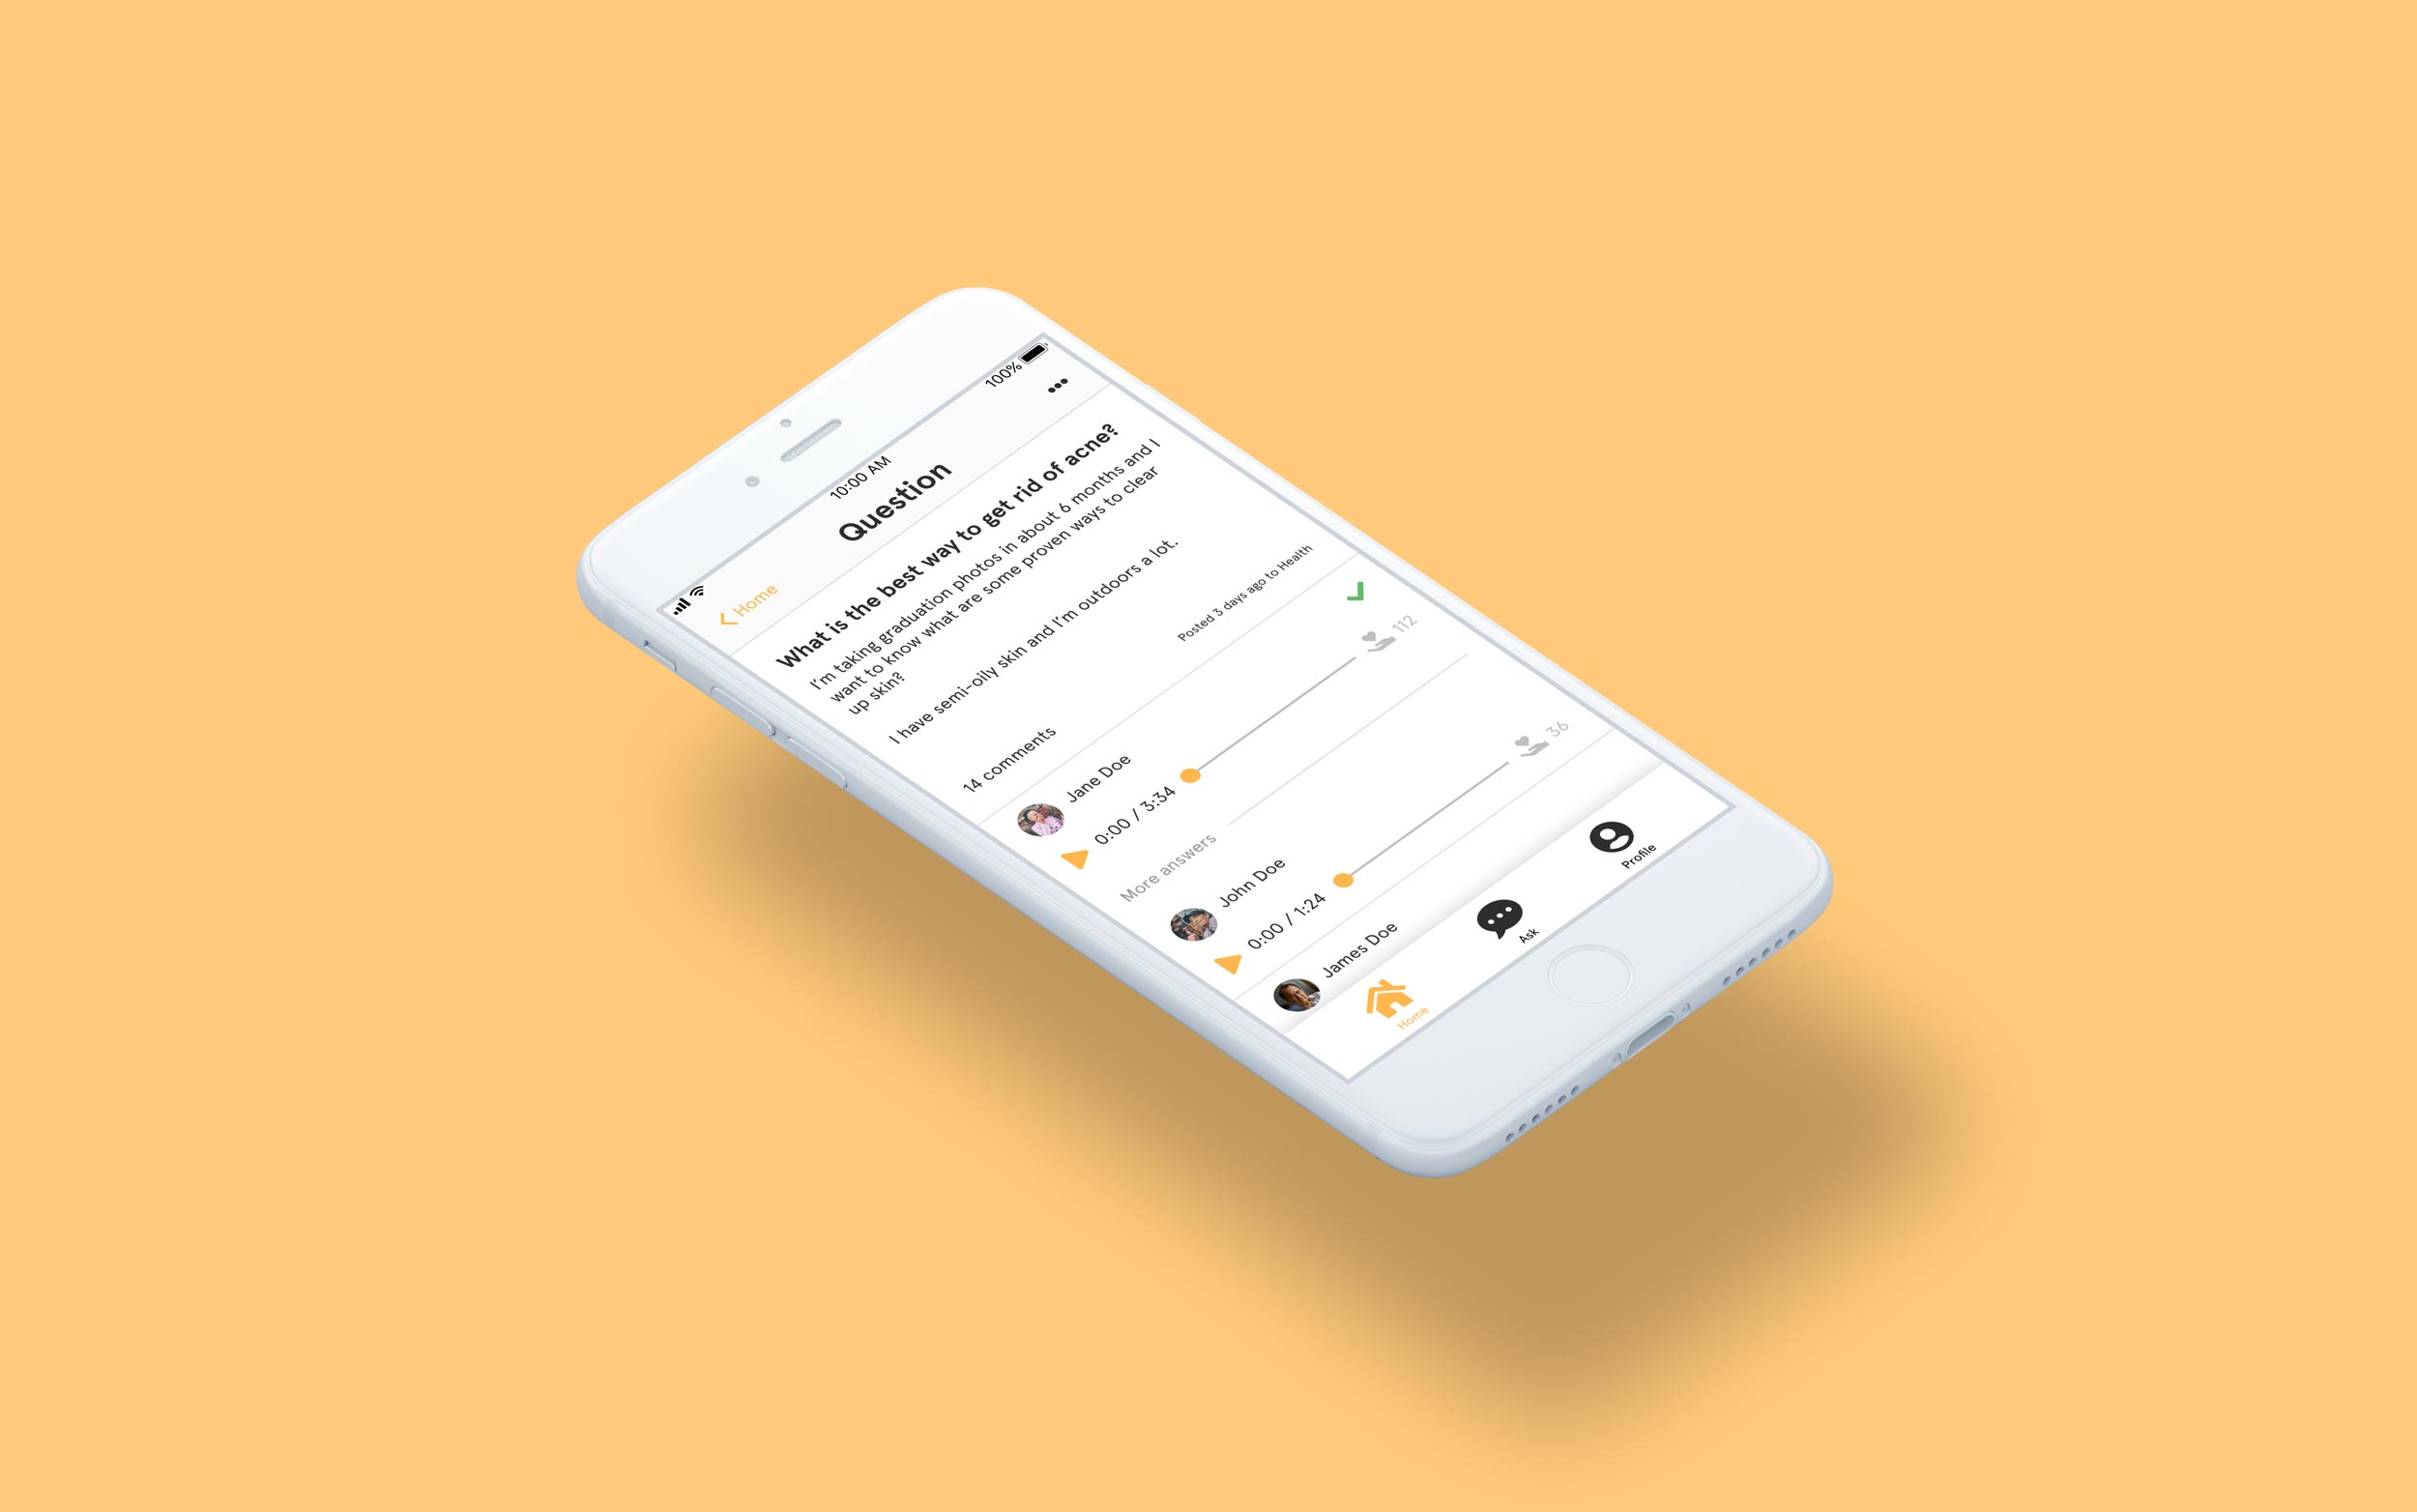 10:00 AM
100%
Home
Question
What is the best way to get rid of acne?
I'm taking graduation photos in about 6 months and I
want to know what are some proven ways to clear
up skin?
I have semi-oily skin and I'm outdoors a lot.
14 comments
Posted 3 days ago to Health
Jane Doe
0:00 / 3:34
112
More answers
John Doe
0:00 / 1:24
36
James Doe
Home
Ask
Profile